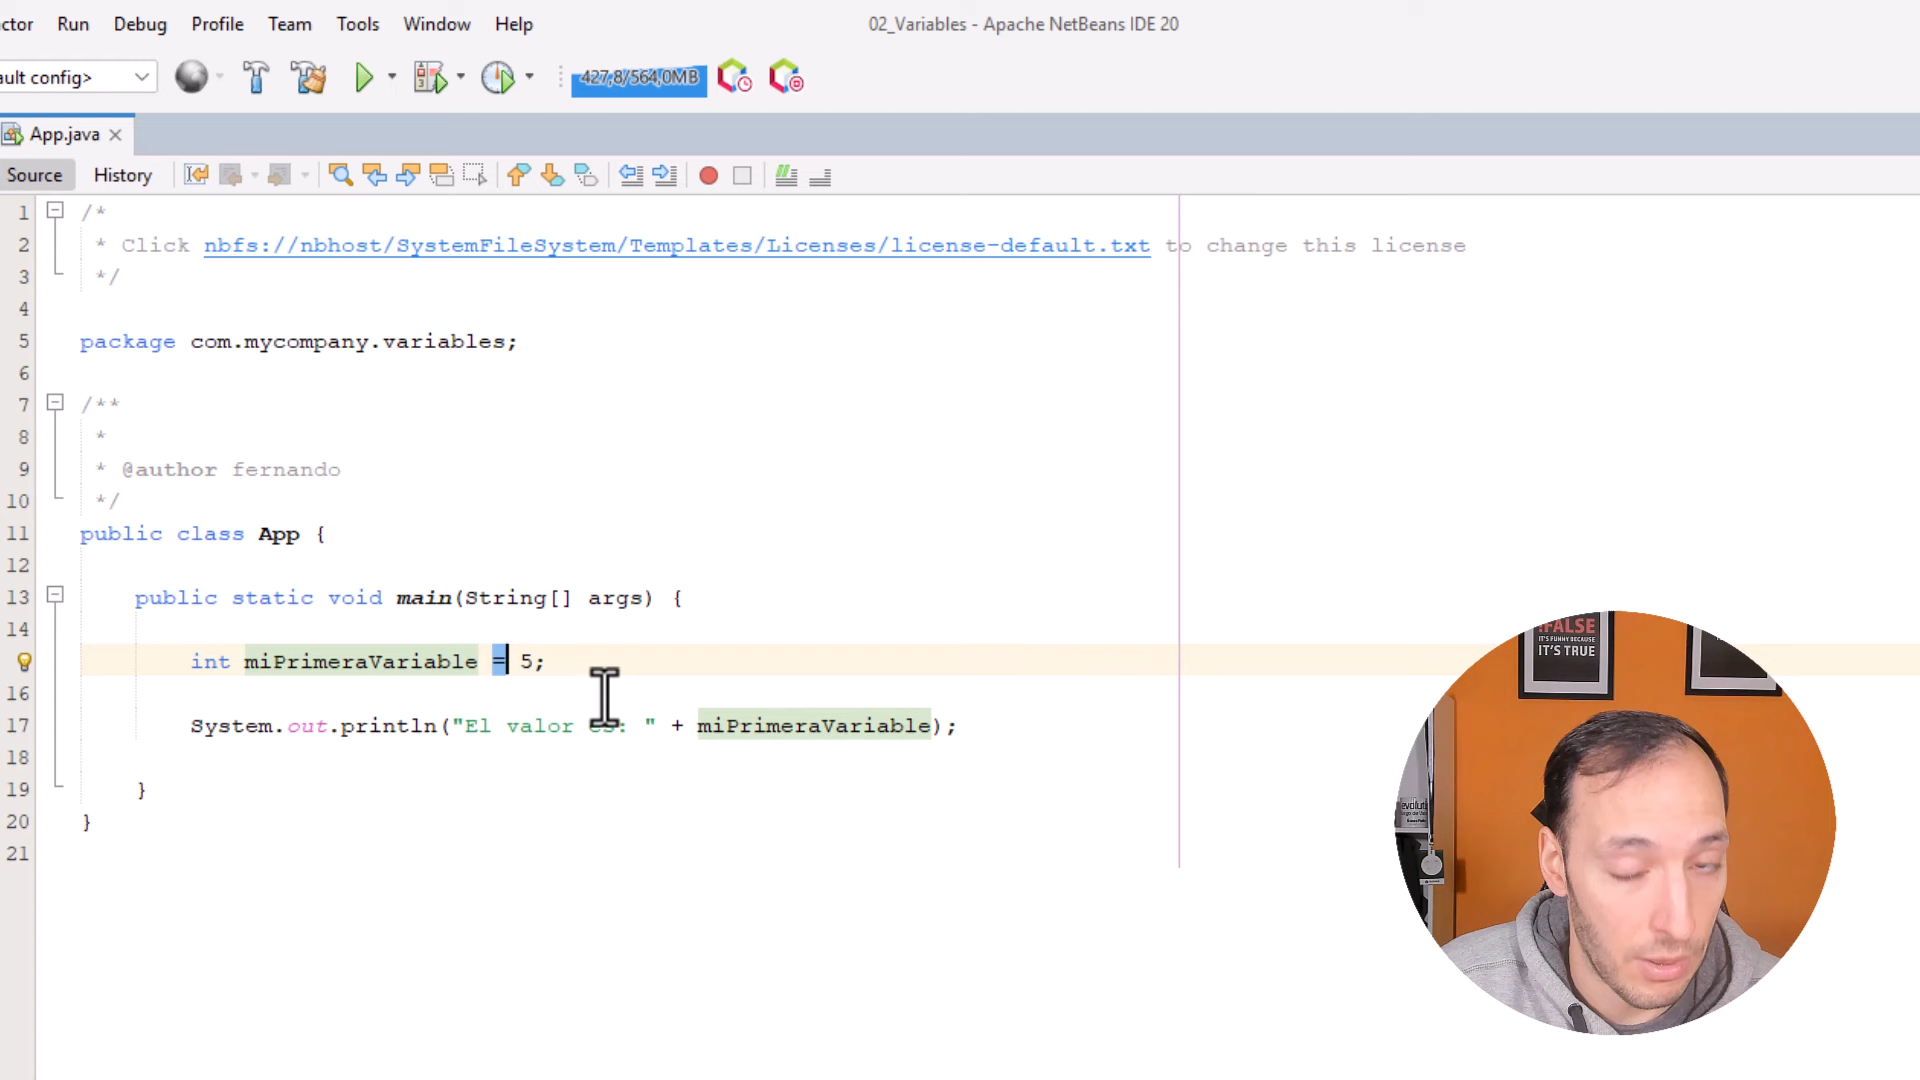 ctor Run Debug Profile Team Tools Window Help 02_Variables - Apache NetBeans IDE 20
ault config> 427,8/564,0MB
App.java
Source History
1 /*
2 * Click nbfs://nbhost/SystemFileSystem/Templates/Licenses/license-default.txt to change this license
3 */
4
5 package com.mycompany.variables;
6
7 /**
8 *
9 * @author fernando
10 */
11 public class App {
12
13 public static void main(String[] args) {
14
int miPrimeraVariable = 5;
16
17 System.out.println("El valor es: " + miPrimeraVariable);
18
19 }
20 }
21
!FALSE
IT'S FUNNY BECAUSE
IT'S TRUE